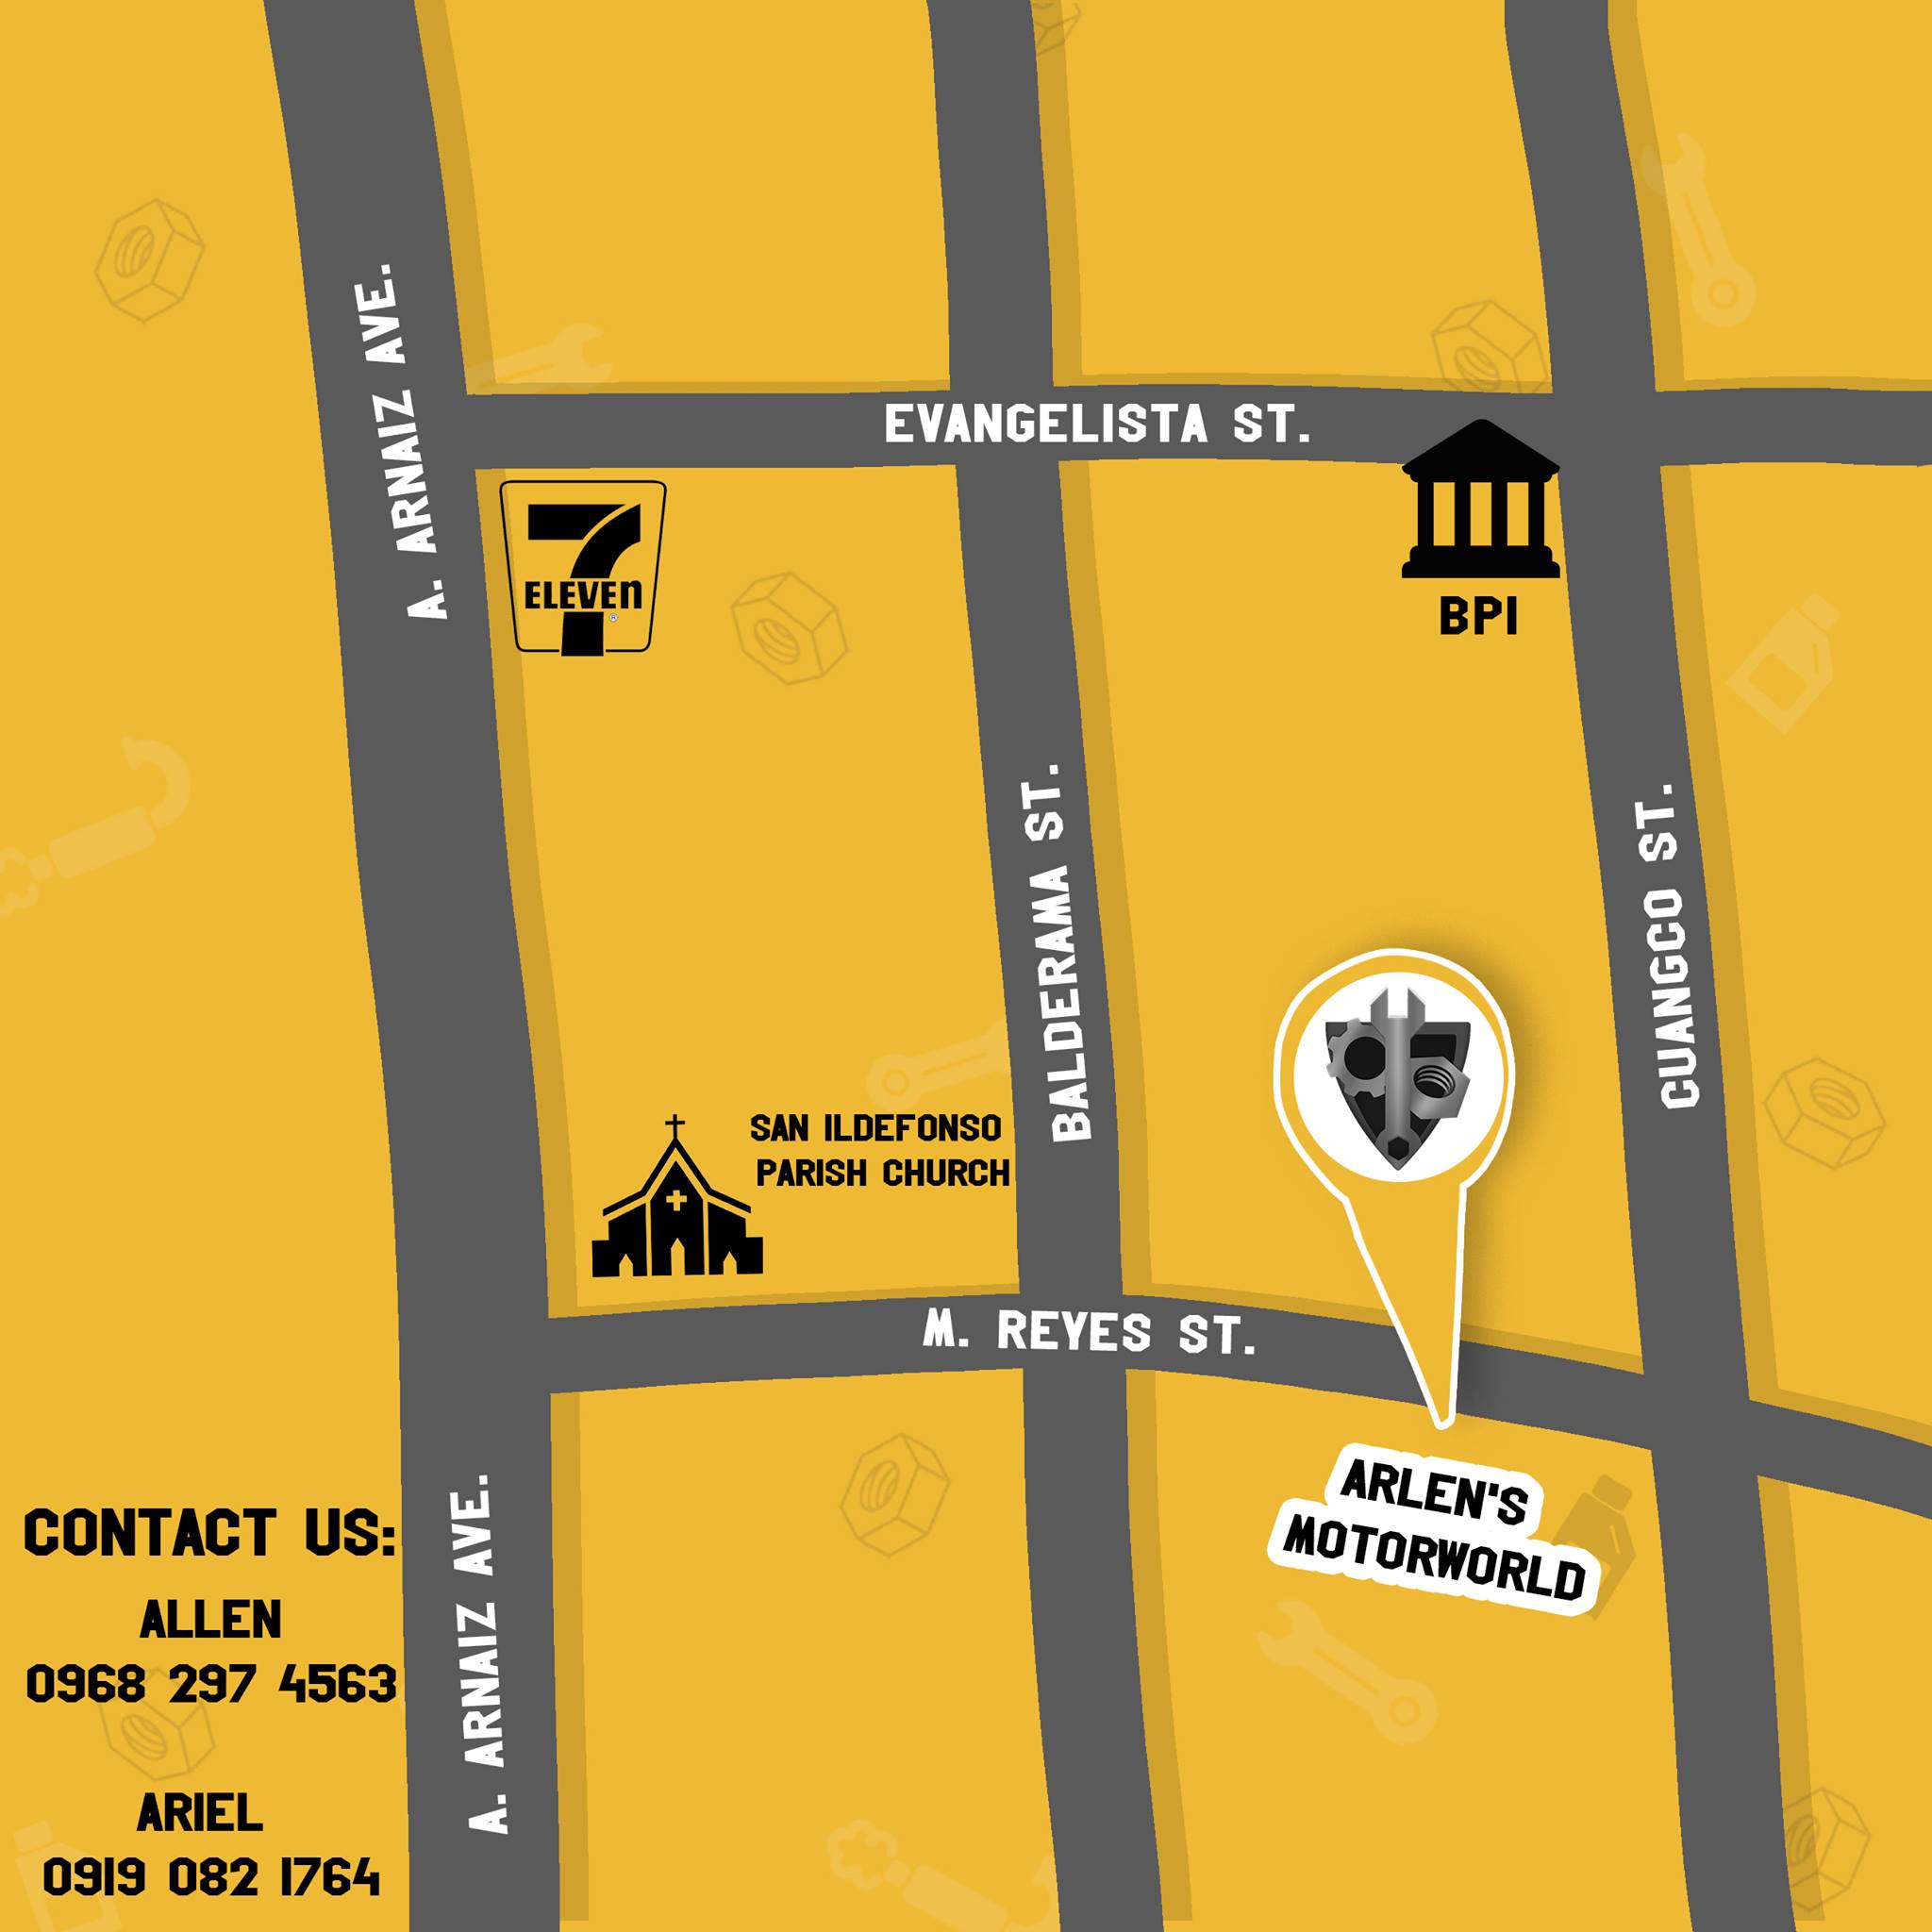 A. ARNAIZ AVE.
EVANGELISTA ST.
7
ELEVEn
®
BPI
BALDERAMA ST.
CUANGCO ST.
SAN ILDEFONSO
PARISH CHURCH
M. REYES ST.
ARLEN'S
MOTORWORLD
A. ARNAIZ AVE.
CONTACT US:
ALLEN
0968 297 4563
ARIEL
0919 082 1764